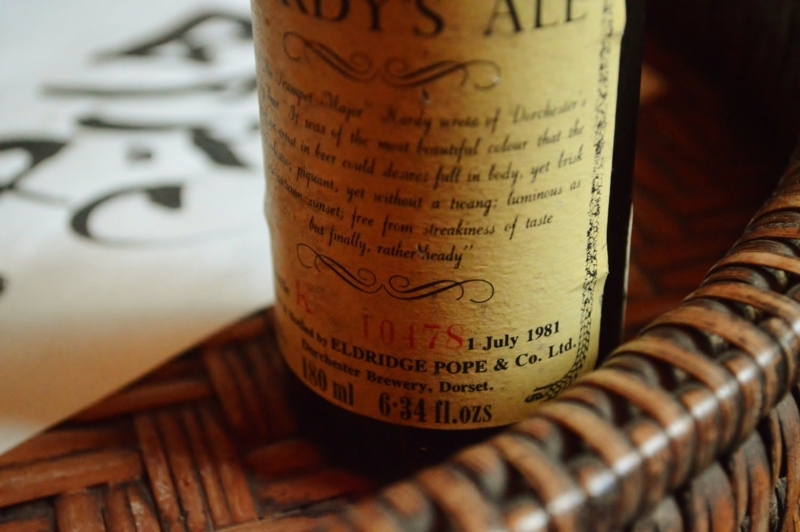 RDY'S ALE
"Trumpet-Major" Hardy wrote of Dorchester's
It was of the most beautiful colour that the
in beer could desire; full in body, yet brisk
piquant, yet without a twang; luminous as
sunset; free from streakiness of taste
but finally, rather heady"
K 10478 1 July 1981
by ELDRIDGE POPE & Co. Ltd.
Dorchester Brewery, Dorset.
180 ml 6·34 fl.ozs